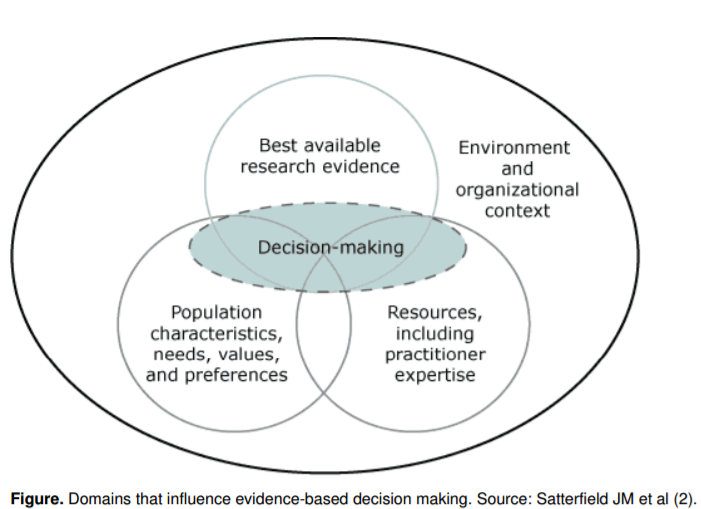 Best available
research evidence
Environment
and
organizational
context
Decision-making
Population
characteristics,
needs, values,
and preferences
Resources,
including
practitioner
expertise
Figure. Domains that influence evidence-based decision making. Source: Satterfield JM et al (2).